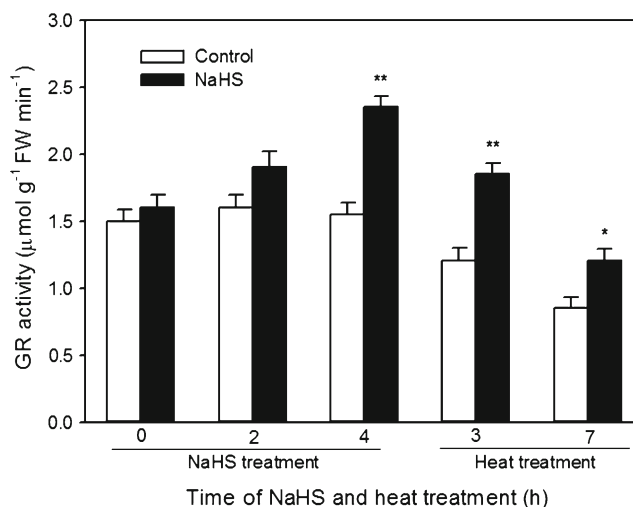 3.0
Control
NaHS
**
2.5
**
2.0
*
1.5
1.0
0.5
0.0
GR activity (μmol g⁻¹ FW min⁻¹)
0 2 4 3 7
NaHS treatment Heat treatment
Time of NaHS and heat treatment (h)